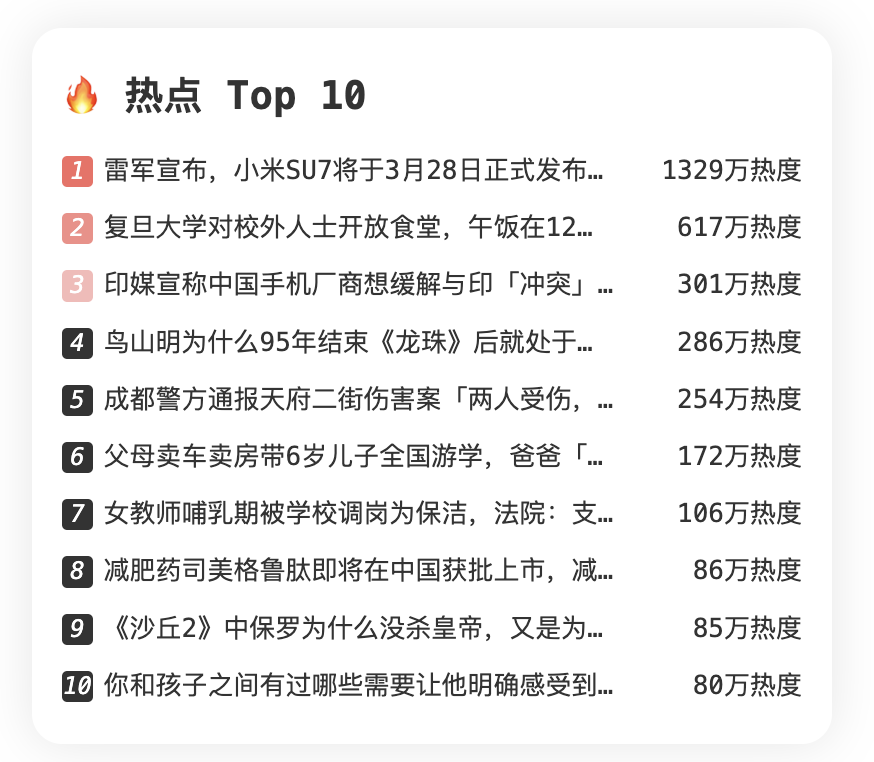 🔥 热点 Top 10
1 雷军宣布，小米SU7将于3月28日正式发布… 1329万热度
2 复旦大学对校外人士开放食堂，午饭在12… 617万热度
3 印媒宣称中国手机厂商想缓解与印「冲突」… 301万热度
4 鸟山明为什么95年结束《龙珠》后就处于… 286万热度
5 成都警方通报天府二街伤害案「两人受伤，… 254万热度
6 父母卖车卖房带6岁儿子全国游学，爸爸「… 172万热度
7 女教师哺乳期被学校调岗为保洁，法院：支… 106万热度
8 减肥药司美格鲁肽即将在中国获批上市，减… 86万热度
9 《沙丘2》中保罗为什么没杀皇帝，又是为… 85万热度
10 你和孩子之间有过哪些需要让他明确感受到… 80万热度